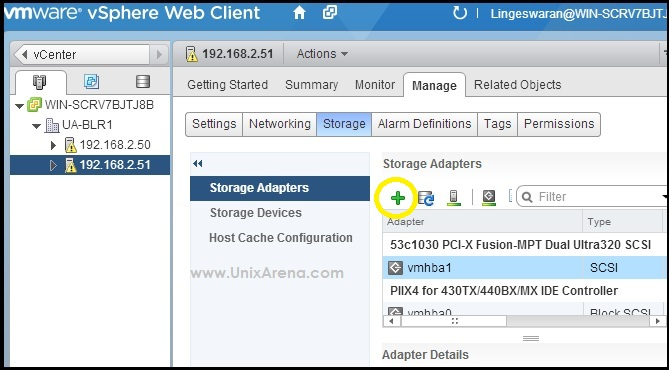 vmware® vSphere Web Client
Lingeswaran@WIN-SCRV7BJTJ
vCenter
192.168.2.51
Actions
Getting Started
Summary
Monitor
Manage
Related Objects
WIN-SCRV7BJTJ8B
UA-BLR1
192.168.2.50
192.168.2.51
Settings
Networking
Storage
Alarm Definitions
Tags
Permissions
Storage Adapters
Storage Devices
Host Cache Configuration
www.UnixArena.com
Storage Adapters
Filter
Adapter
Type
53c1030 PCI-X Fusion-MPT Dual Ultra320 SCSI
vmhba1
SCSI
PIIX4 for 430TX/440BX/MX IDE Controller
vmhba0
Block SCSI
Adapter Details